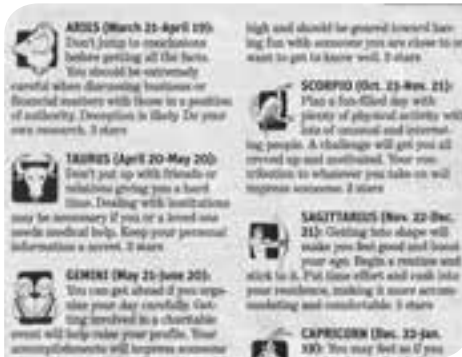 ARIES (March 21-April 19):
Don't jump to conclusions
before getting all the facts.
You should be extremely
careful when discussing business or
financial matters with those in a position
of authority. Deception is likely. Do your
own research. 3 stars
TAURUS (April 20-May 20):
Don't put up with friends or
relatives giving you a hard
time. Dealing with institutions
may be necessary if you or a loved one
needs medical help. Keep your personal
information a secret. 3 stars
GEMINI (May 21-June 20):
You can get ahead if you orga-
nize your day carefully. Get-
ting involved in a charitable
event will help raise your profile. Your
accomplishments will impress someone
high and should be geared toward hav-
ing fun with someone you are close to or
want to get to know well. 5 stars
SCORPIO (Oct. 23-Nov. 21):
Plan a fun-filled day with
plenty of physical activity with
lots of unusual and interest-
ing people. A challenge will get you all
revved up and motivated. Your con-
tribution to whatever you take on will
impress someone. 2 stars
SAGITTARIUS (Nov. 22-Dec.
21): Getting into shape will
make you feel good and boost
your ego. Begin a routine and
stick to it. Put time effort and cash into
your residence, making it more accom-
modating and comfortable. 5 stars
CAPRICORN (Dec. 22-Jan.
19): You may feel as if you